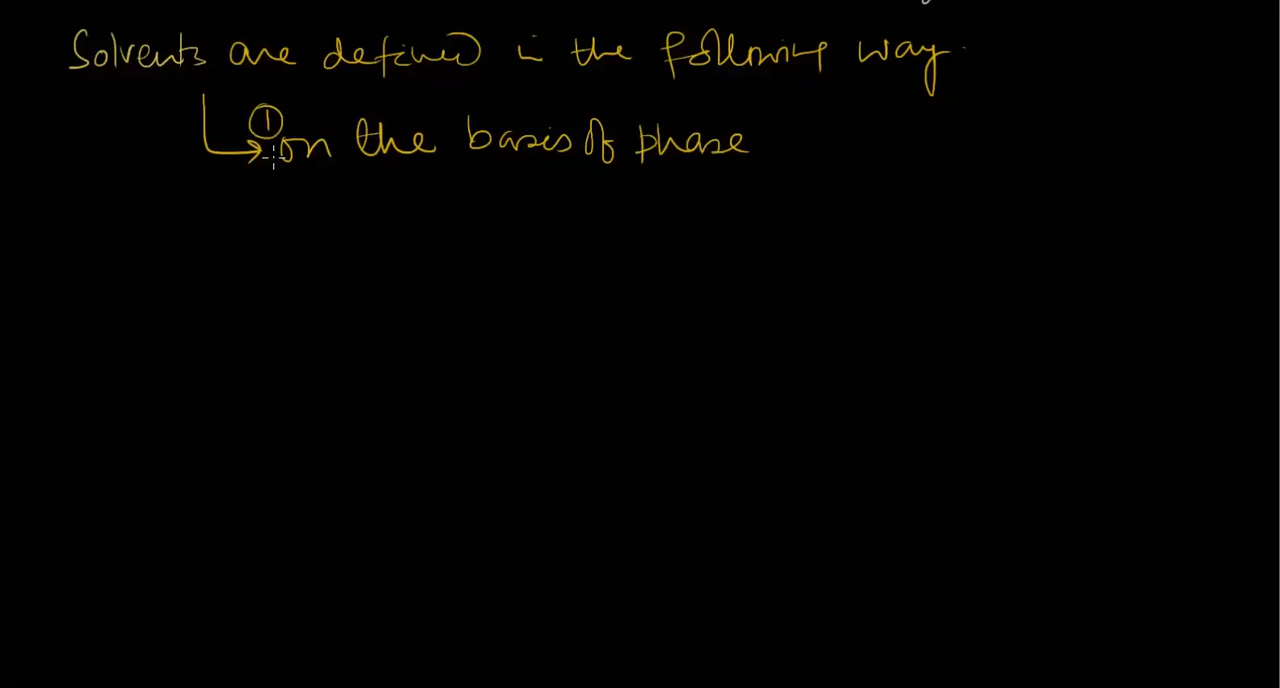 Solvents are defined in the following way.
① on the basis of phase